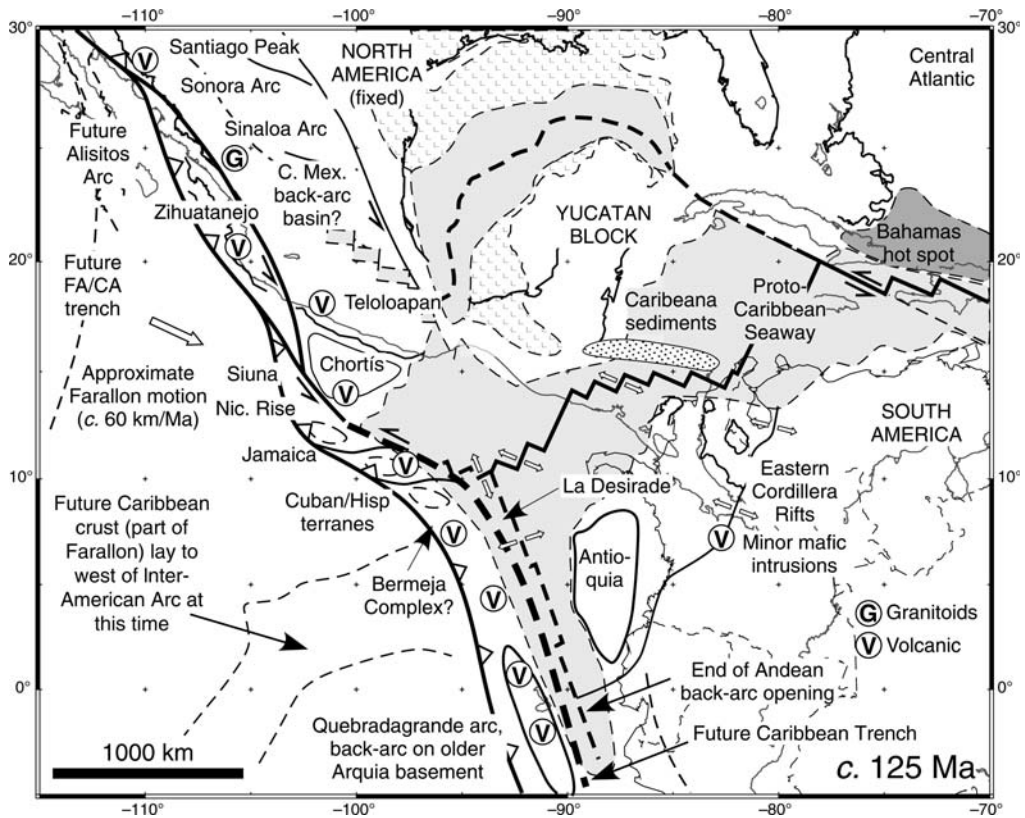 −110°
−100°
−90°
−80°
−70°
30°
30°
V
Santiago Peak
NORTH
AMERICA
(fixed)
Central
Atlantic
Sonora Arc
Future
Alisitos
Arc
Sinaloa Arc
G
C. Mex.
back-arc
basin?
Zihuatanejo
V
YUCATAN
BLOCK
Bahamas
hot spot
20°
20°
Future
FA/CA
trench
V
Teloloapan
Caribeana
sediments
Proto-
Caribbean
Seaway
Chortís
V
Approximate
Farallon motion
(c. 60 km/Ma)
Siuna
Nic. Rise
SOUTH
AMERICA
Jamaica
V
10°
10°
La Desirade
Eastern
Cordillera
Rifts
Cuban/Hisp
terranes
Future Caribbean
crust (part of
Farallon) lay to
west of Inter-
American Arc at
this time
V
V
Minor mafic
intrusions
Antio-
quia
Bermeja
Complex?
V
G Granitoids
V Volcanic
V
0°
0°
End of Andean
back-arc opening
V
Quebradagrande arc,
back-arc on older
Arquia basement
Future Caribbean Trench
1000 km
c. 125 Ma
−110°
−100°
−90°
−80°
−70°